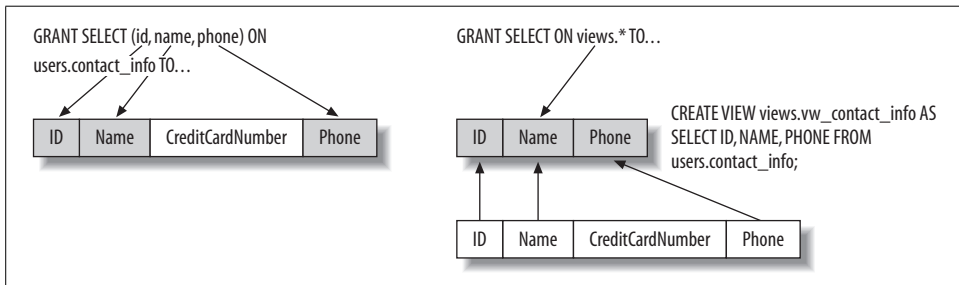 GRANT SELECT (id, name, phone) ON
users.contact_info TO…
ID Name CreditCardNumber Phone
GRANT SELECT ON views.* TO…
CREATE VIEW views.vw_contact_info AS
SELECT ID, NAME, PHONE FROM
users.contact_info;
ID Name Phone
ID Name CreditCardNumber Phone